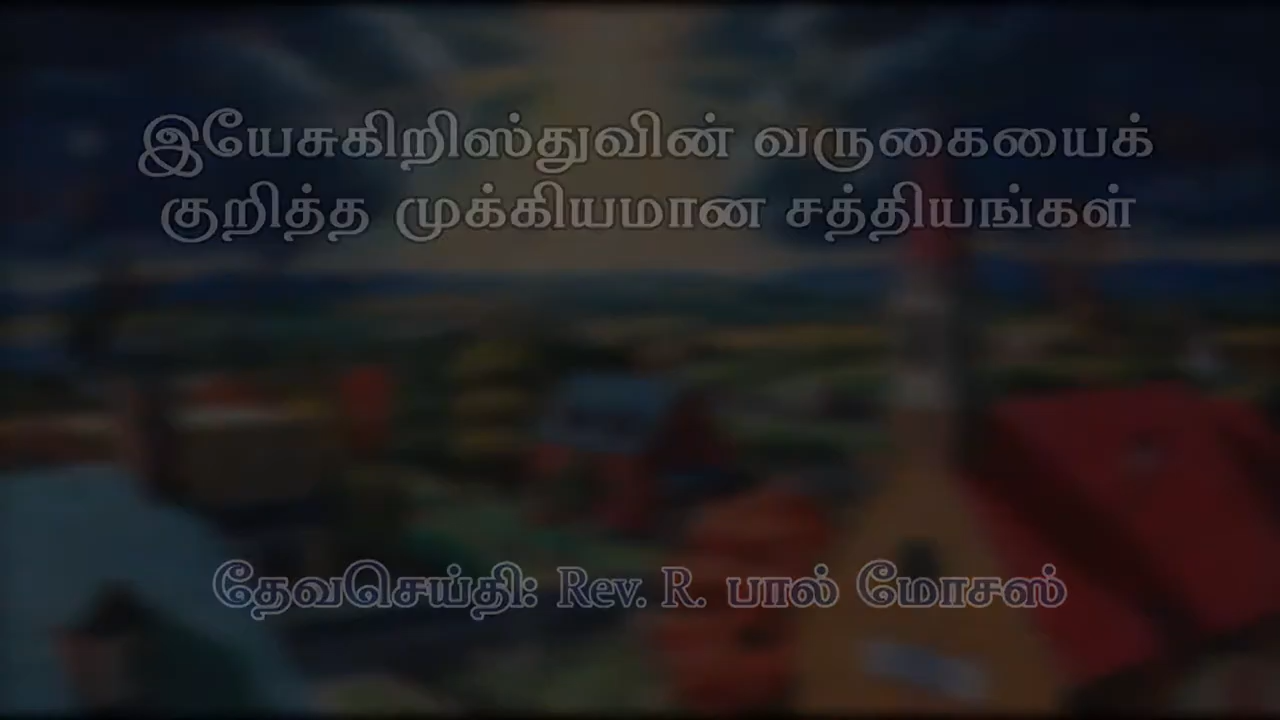 இயேசுகிறிஸ்துவின் வருகையைக்
குறித்த முக்கியமான சத்தியங்கள்
தேவசெய்தி: Rev. R. பால் மோசஸ்